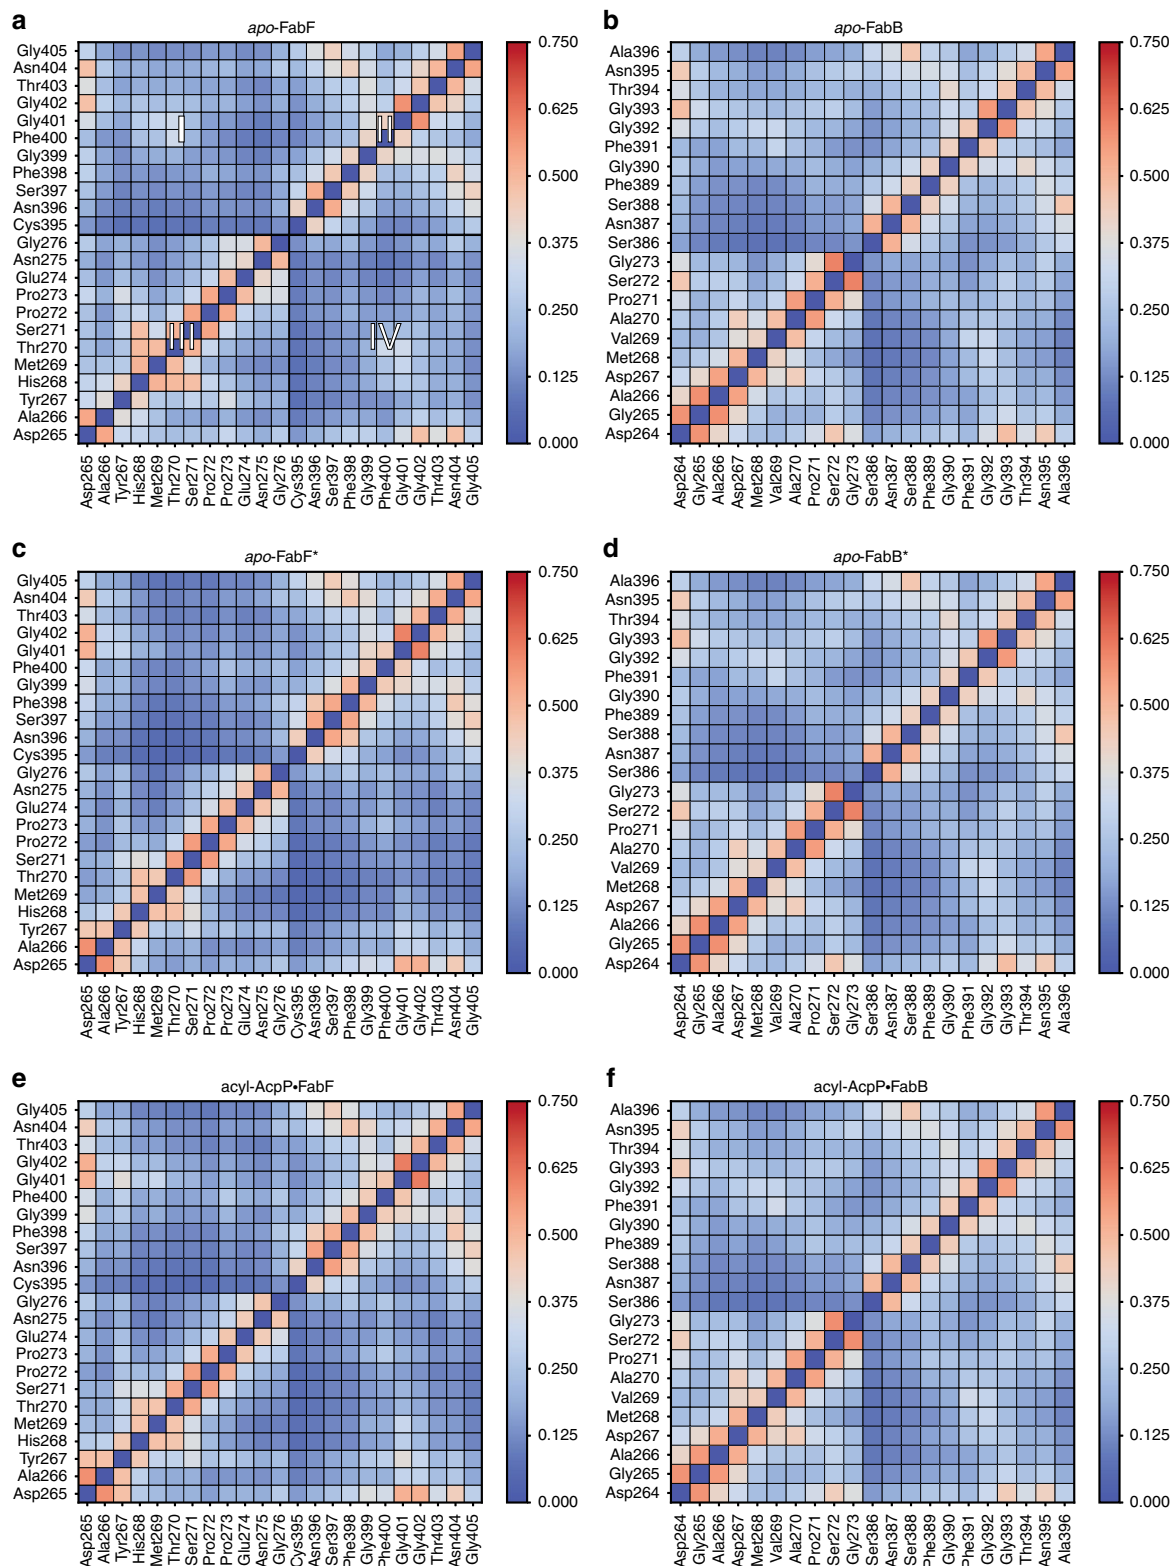 a
apo-FabF
Gly405
Asn404
Thr403
Gly402
Gly401
Phe400
Gly399
Phe398
Ser397
Asn396
Cys395
Gly276
Asn275
Glu274
Pro273
Pro272
Ser271
Thr270
Met269
His268
Tyr267
Ala266
Asp265
I
II
III
IV
Asp265 Ala266 Tyr267 His268 Met269 Thr270 Ser271 Pro272 Pro273 Glu274 Asn275 Gly276 Cys395 Asn396 Ser397 Phe398 Gly399 Phe400 Gly401 Gly402 Thr403 Asn404 Gly405
0.750
0.625
0.500
0.375
0.250
0.125
0.000
b
apo-FabB
Ala396
Asn395
Thr394
Gly393
Gly392
Phe391
Gly390
Phe389
Ser388
Asn387
Ser386
Gly273
Ser272
Pro271
Ala270
Val269
Met268
Asp267
Ala266
Gly265
Asp264
Asp264 Gly265 Ala266 Asp267 Met268 Val269 Ala270 Pro271 Ser272 Gly273 Ser386 Asn387 Ser388 Phe389 Gly390 Phe391 Gly392 Gly393 Thr394 Asn395 Ala396
0.750
0.625
0.500
0.375
0.250
0.125
0.000
c
apo-FabF*
Gly405
Asn404
Thr403
Gly402
Gly401
Phe400
Gly399
Phe398
Ser397
Asn396
Cys395
Gly276
Asn275
Glu274
Pro273
Pro272
Ser271
Thr270
Met269
His268
Tyr267
Ala266
Asp265
Asp265 Ala266 Tyr267 His268 Met269 Thr270 Ser271 Pro272 Pro273 Glu274 Asn275 Gly276 Cys395 Asn396 Ser397 Phe398 Gly399 Phe400 Gly401 Gly402 Thr403 Asn404 Gly405
0.750
0.625
0.500
0.375
0.250
0.125
0.000
d
apo-FabB*
Ala396
Asn395
Thr394
Gly393
Gly392
Phe391
Gly390
Phe389
Ser388
Asn387
Ser386
Gly273
Ser272
Pro271
Ala270
Val269
Met268
Asp267
Ala266
Gly265
Asp264
Asp264 Gly265 Ala266 Asp267 Met268 Val269 Ala270 Pro271 Ser272 Gly273 Ser386 Asn387 Ser388 Phe389 Gly390 Phe391 Gly392 Gly393 Thr394 Asn395 Ala396
0.750
0.625
0.500
0.375
0.250
0.125
0.000
e
acyl-AcpP•FabF
Gly405
Asn404
Thr403
Gly402
Gly401
Phe400
Gly399
Phe398
Ser397
Asn396
Cys395
Gly276
Asn275
Glu274
Pro273
Pro272
Ser271
Thr270
Met269
His268
Tyr267
Ala266
Asp265
Asp265 Ala266 Tyr267 His268 Met269 Thr270 Ser271 Pro272 Pro273 Glu274 Asn275 Gly276 Cys395 Asn396 Ser397 Phe398 Gly399 Phe400 Gly401 Gly402 Thr403 Asn404 Gly405
0.750
0.625
0.500
0.375
0.250
0.125
0.000
f
acyl-AcpP•FabB
Ala396
Asn395
Thr394
Gly393
Gly392
Phe391
Gly390
Phe389
Ser388
Asn387
Ser386
Gly273
Ser272
Pro271
Ala270
Val269
Met268
Asp267
Ala266
Gly265
Asp264
Asp264 Gly265 Ala266 Asp267 Met268 Val269 Ala270 Pro271 Ser272 Gly273 Ser386 Asn387 Ser388 Phe389 Gly390 Phe391 Gly392 Gly393 Thr394 Asn395 Ala396
0.750
0.625
0.500
0.375
0.250
0.125
0.000